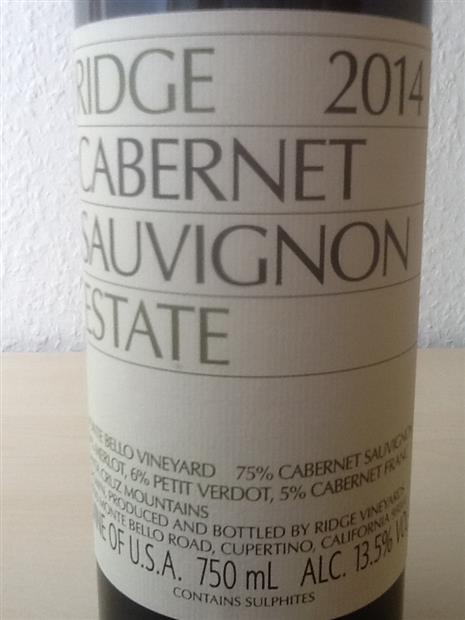 RIDGE 2014
CABERNET
SAUVIGNON
ESTATE
BELLO VINEYARD 75% CABERNET SAUVIGNON
MERLOT, 6% PETIT VERDOT, 5% CABERNET FRANC
CRUZ MOUNTAINS
PRODUCED AND BOTTLED BY RIDGE VINEYARDS
MONTE BELLO ROAD, CUPERTINO, CALIFORNIA
WINE OF U.S.A. 750 mL ALC. 13.5%
CONTAINS SULPHITES